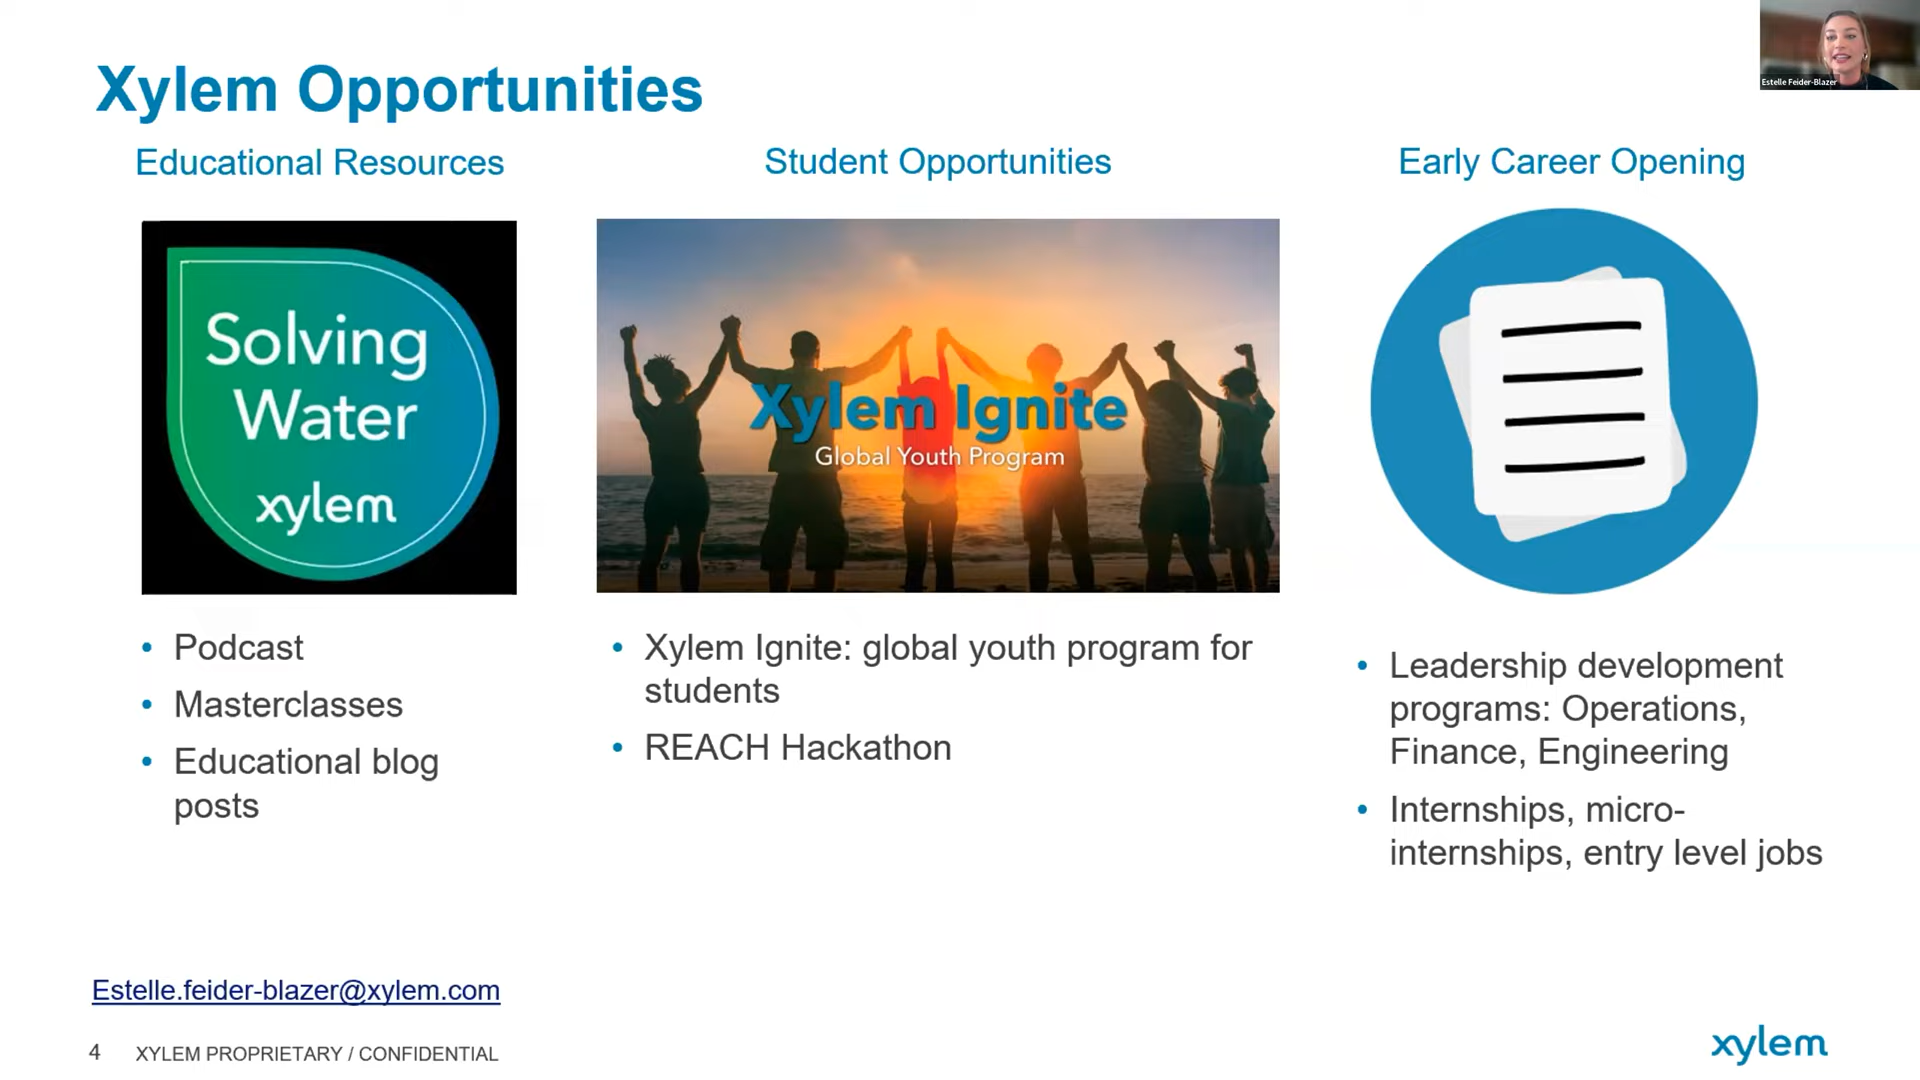 Estelle Feider-Blazer
Xylem Opportunities
Educational Resources
Student Opportunities
Early Career Opening
Solving
Water
xylem
Xylem Ignite
Global Youth Program
• Podcast
• Masterclasses
• Educational blog
posts
• Xylem Ignite: global youth program for
students
• REACH Hackathon
• Leadership development
programs: Operations,
Finance, Engineering
• Internships, micro-
internships, entry level jobs
Estelle.feider-blazer@xylem.com
4 XYLEM PROPRIETARY / CONFIDENTIAL
xylem